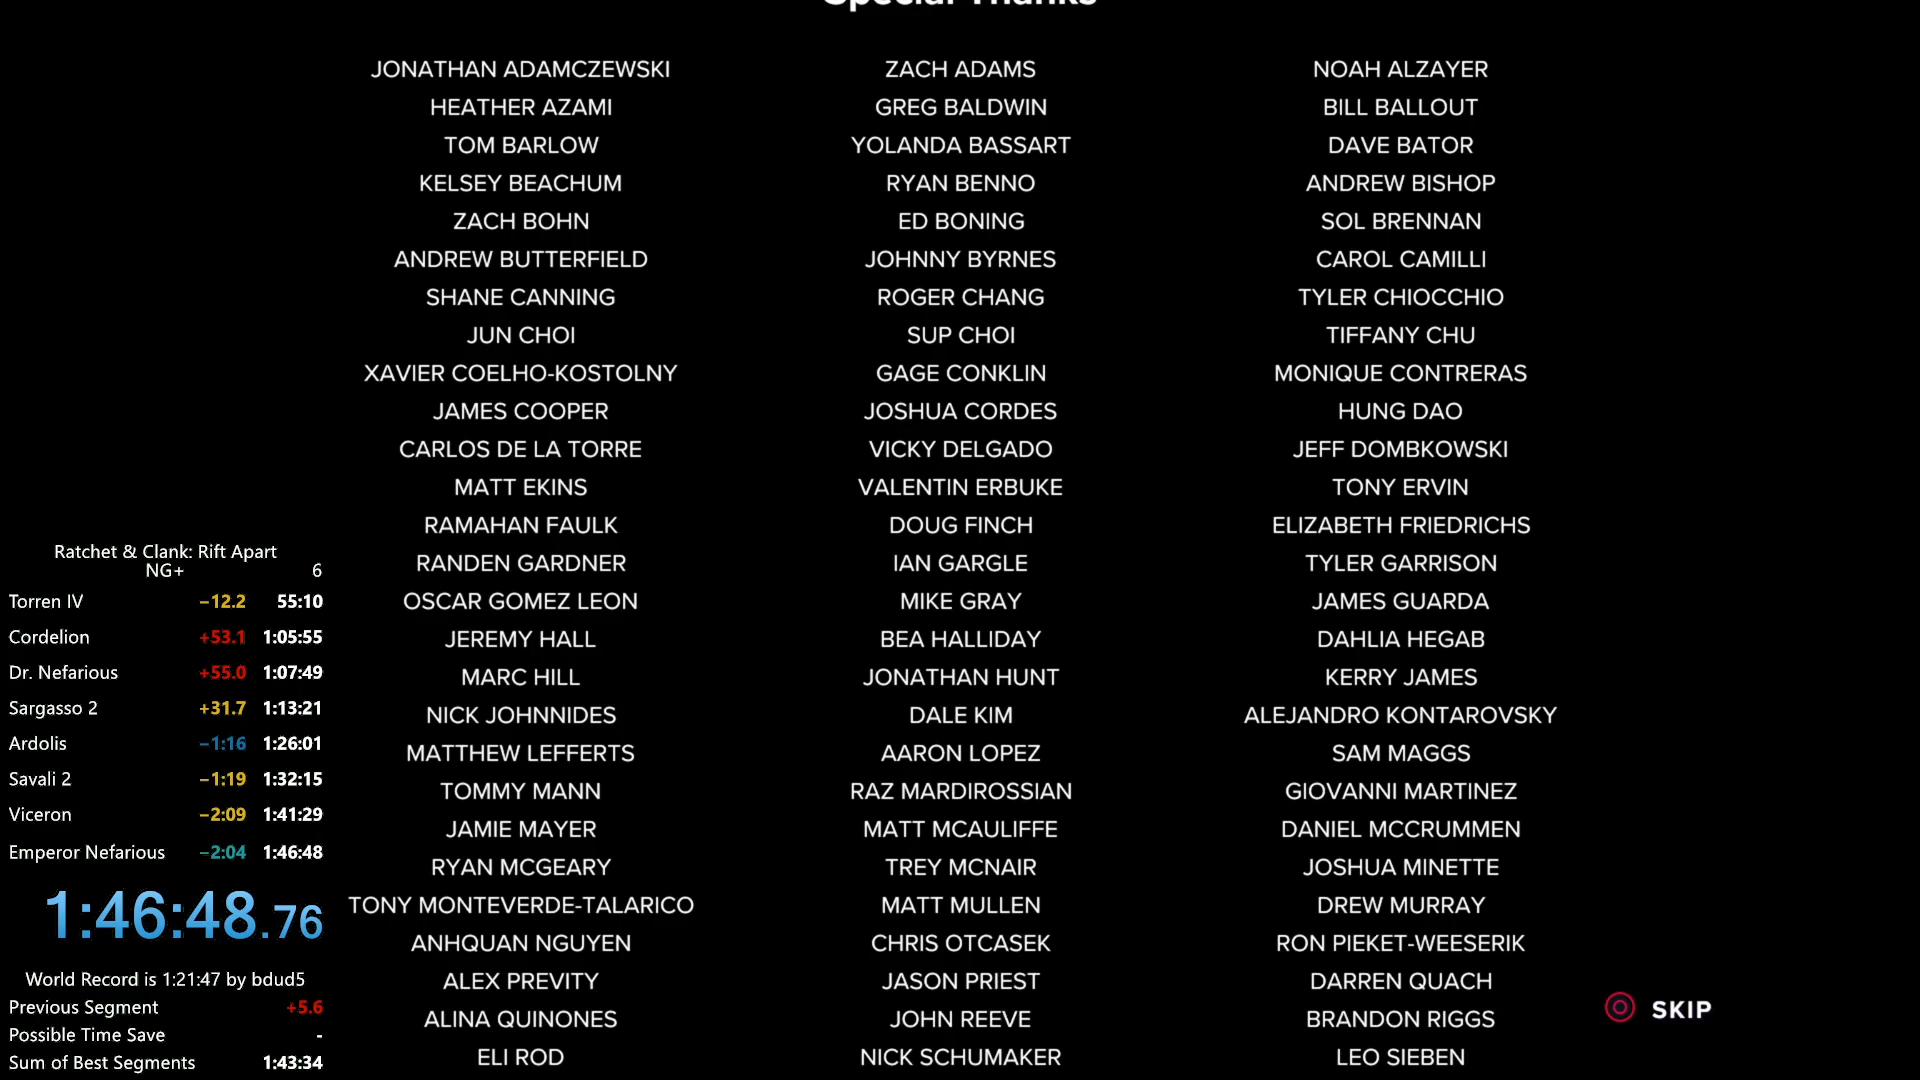 Special Thanks
JONATHAN ADAMCZEWSKI ZACH ADAMS NOAH ALZAYER
HEATHER AZAMI GREG BALDWIN BILL BALLOUT
TOM BARLOW YOLANDA BASSART DAVE BATOR
KELSEY BEACHUM RYAN BENNO ANDREW BISHOP
ZACH BOHN ED BONING SOL BRENNAN
ANDREW BUTTERFIELD JOHNNY BYRNES CAROL CAMILLI
SHANE CANNING ROGER CHANG TYLER CHIOCCHIO
JUN CHOI SUP CHOI TIFFANY CHU
XAVIER COELHO-KOSTOLNY GAGE CONKLIN MONIQUE CONTRERAS
JAMES COOPER JOSHUA CORDES HUNG DAO
CARLOS DE LA TORRE VICKY DELGADO JEFF DOMBKOWSKI
MATT EKINS VALENTIN ERBUKE TONY ERVIN
RAMAHAN FAULK DOUG FINCH ELIZABETH FRIEDRICHS
RANDEN GARDNER IAN GARGLE TYLER GARRISON
OSCAR GOMEZ LEON MIKE GRAY JAMES GUARDA
JEREMY HALL BEA HALLIDAY DAHLIA HEGAB
MARC HILL JONATHAN HUNT KERRY JAMES
NICK JOHNNIDES DALE KIM ALEJANDRO KONTAROVSKY
MATTHEW LEFFERTS AARON LOPEZ SAM MAGGS
TOMMY MANN RAZ MARDIROSSIAN GIOVANNI MARTINEZ
JAMIE MAYER MATT MCAULIFFE DANIEL MCCRUMMEN
RYAN MCGEARY TREY MCNAIR JOSHUA MINETTE
TONY MONTEVERDE-TALARICO MATT MULLEN DREW MURRAY
ANHQUAN NGUYEN CHRIS OTCASEK RON PIEKET-WEESERIK
ALEX PREVITY JASON PRIEST DARREN QUACH
ALINA QUINONES JOHN REEVE BRANDON RIGGS
ELI ROD NICK SCHUMAKER LEO SIEBEN
Ratchet & Clank: Rift Apart
NG+ 6
Torren IV −12.2 55:10
Cordelion +53.1 1:05:55
Dr. Nefarious +55.0 1:07:49
Sargasso 2 +31.7 1:13:21
Ardolis −1:16 1:26:01
Savali 2 −1:19 1:32:15
Viceron −2:09 1:41:29
Emperor Nefarious −2:04 1:46:48
1:46:48.76
World Record is 1:21:47 by bdud5
Previous Segment +5.6
Possible Time Save -
Sum of Best Segments 1:43:34
SKIP